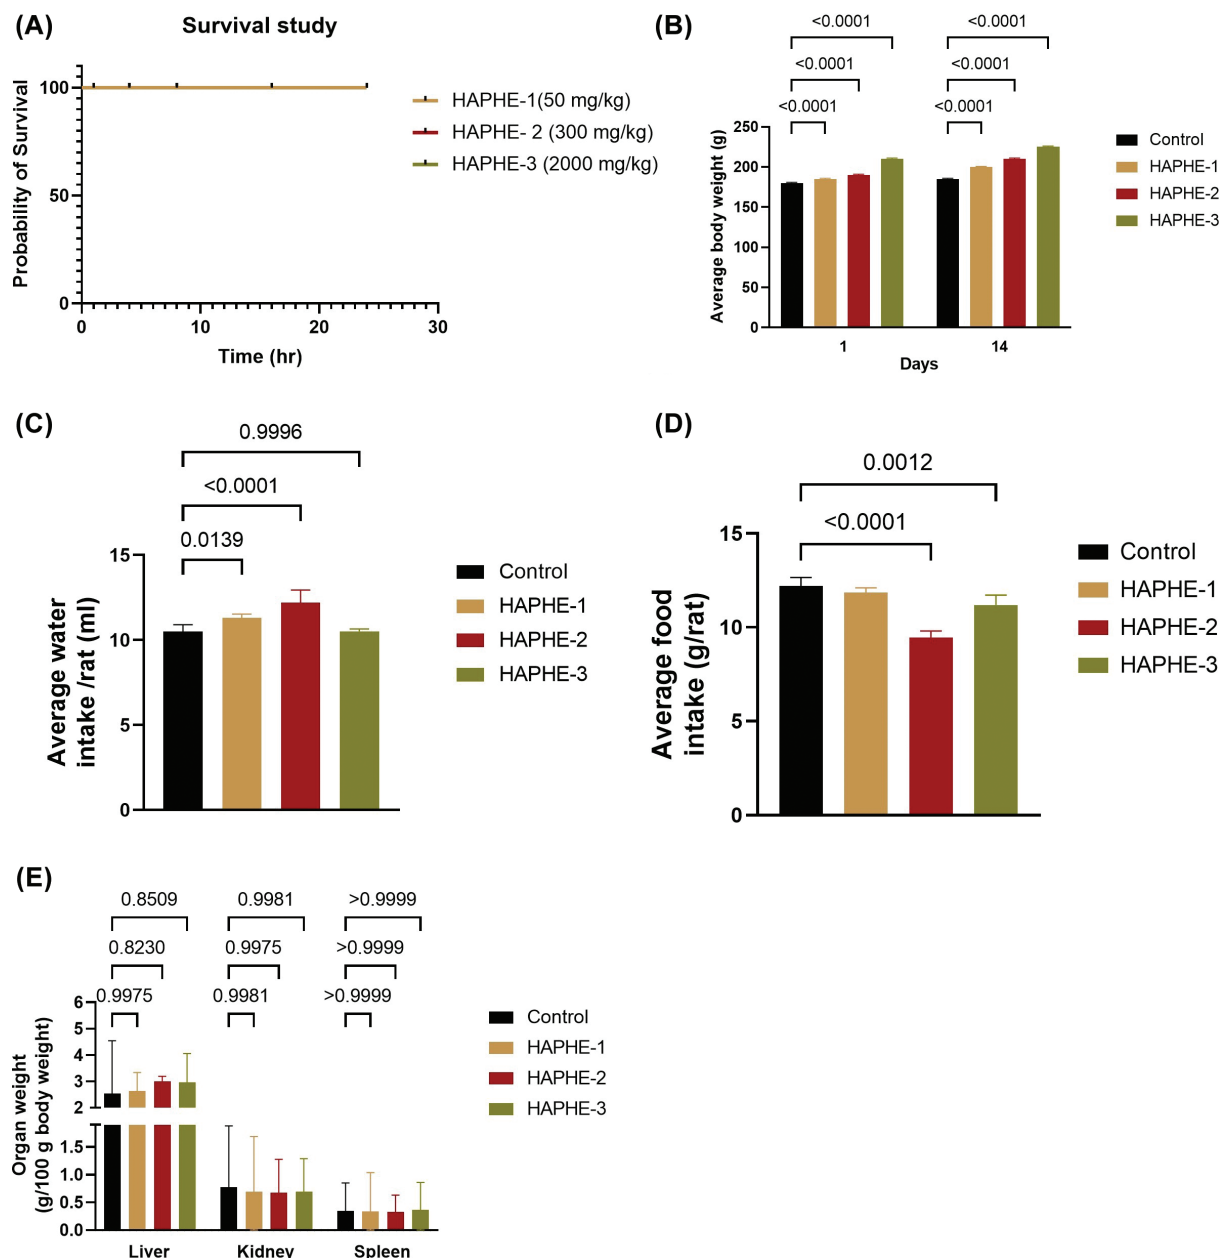 (A)
Survival study
Probability of Survival
100
50
0
0 10 20 30
Time (hr)
HAPHE-1(50 mg/kg)
HAPHE- 2 (300 mg/kg)
HAPHE-3 (2000 mg/kg)
(B)
<0.0001 <0.0001
<0.0001 <0.0001
<0.0001 <0.0001
Average body weight (g)
250
200
150
100
50
0
1 14
Days
Control
HAPHE-1
HAPHE-2
HAPHE-3
(C)
0.9996
<0.0001
0.0139
Average water
intake /rat (ml)
15
10
5
0
Control
HAPHE-1
HAPHE-2
HAPHE-3
(D)
0.0012
<0.0001
Average food
intake (g/rat)
15
10
5
0
Control
HAPHE-1
HAPHE-2
HAPHE-3
(E)
0.8509 0.9981 >0.9999
0.8230 0.9975 >0.9999
0.9975 0.9981 >0.9999
Organ weight
(g/100 g body weight)
6
5
4
3
2
1.5
1.0
0.5
0.0
Liver Kidney Spleen
Control
HAPHE-1
HAPHE-2
HAPHE-3